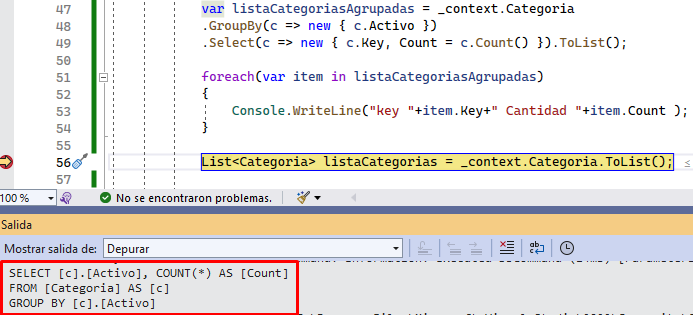 47 var listaCategoriasAgrupadas = _context.Categoria
48 .GroupBy(c => new { c.Activo })
49 .Select(c => new { c.Key, Count = c.Count() }).ToList();
50
51 foreach(var item in listaCategoriasAgrupadas)
52 {
53 Console.WriteLine("key "+item.Key+" Cantidad "+item.Count );
54 }
55
56 List<Categoria> listaCategorias = _context.Categoria.ToList(); ≤
57
100 % No se encontraron problemas.
Salida
Mostrar salida de: Depurar
SELECT [c].[Activo], COUNT(*) AS [Count]
FROM [Categoria] AS [c]
GROUP BY [c].[Activo]